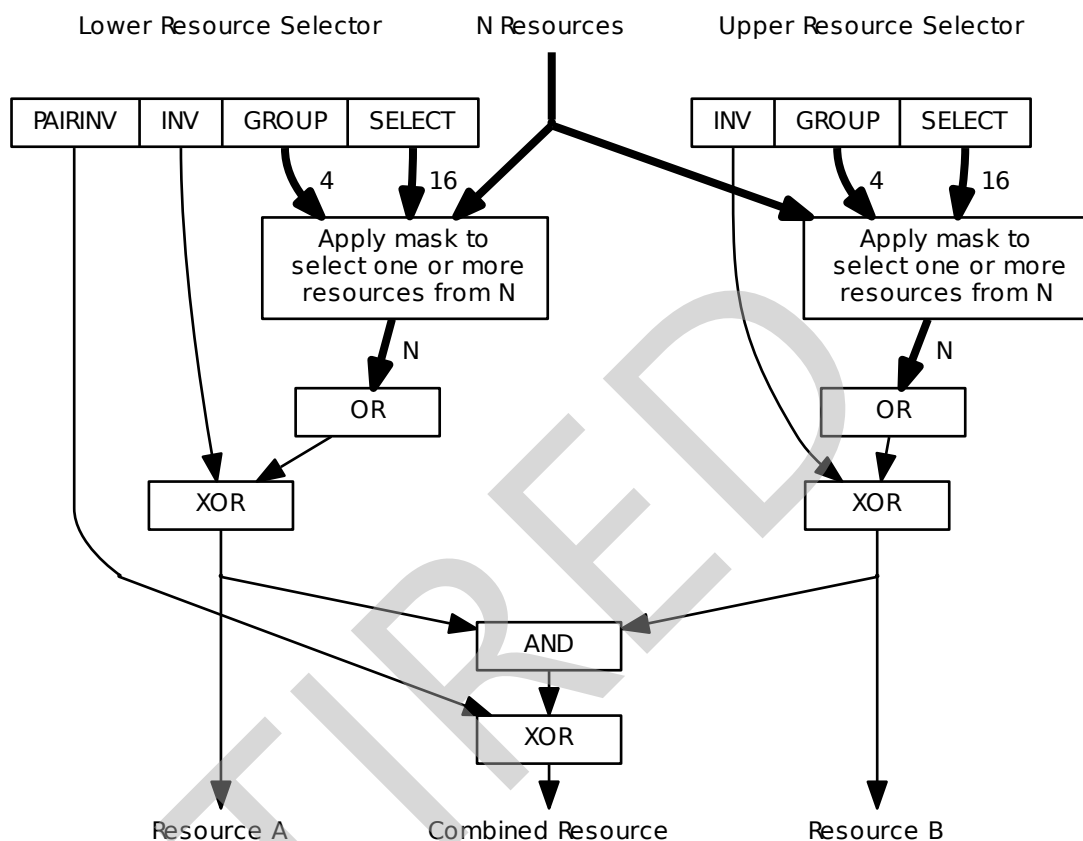 Lower Resource Selector
N Resources
Upper Resource Selector
PAIRINV INV GROUP SELECT
INV GROUP SELECT
4
16
4
16
Apply mask to
select one or more
resources from N
Apply mask to
select one or more
resources from N
N
N
OR
OR
XOR
XOR
AND
XOR
Resource A
Combined Resource
Resource B
TIRED